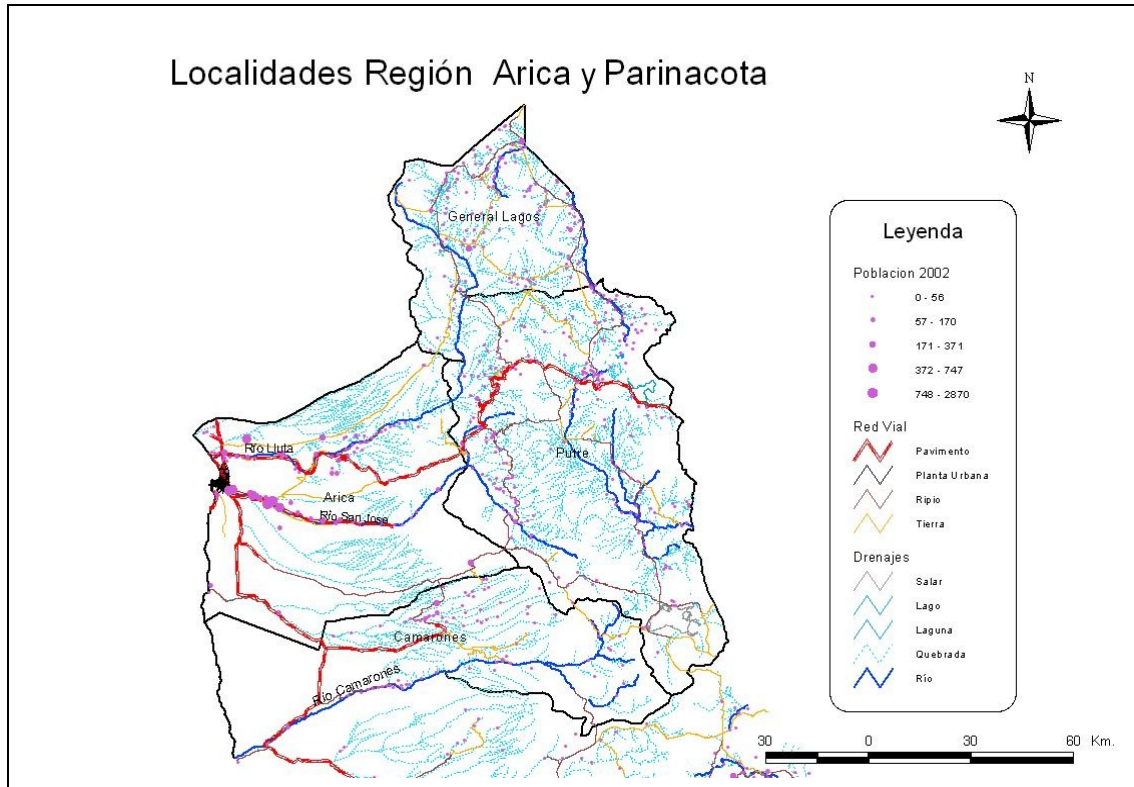 Localidades Región Arica y Parinacota
N
General Lagos
Putre
Río Lluta
Arica
Río San Jose
Camarones
Río Camarones
Leyenda
Poblacion 2002
0 - 56
57 - 170
171 - 371
372 - 747
748 - 2870
Red Vial
Pavimento
Planta Urbana
Ripio
Tierra
Drenajes
Salar
Lago
Laguna
Quebrada
Río
30 0 30 60 Km.